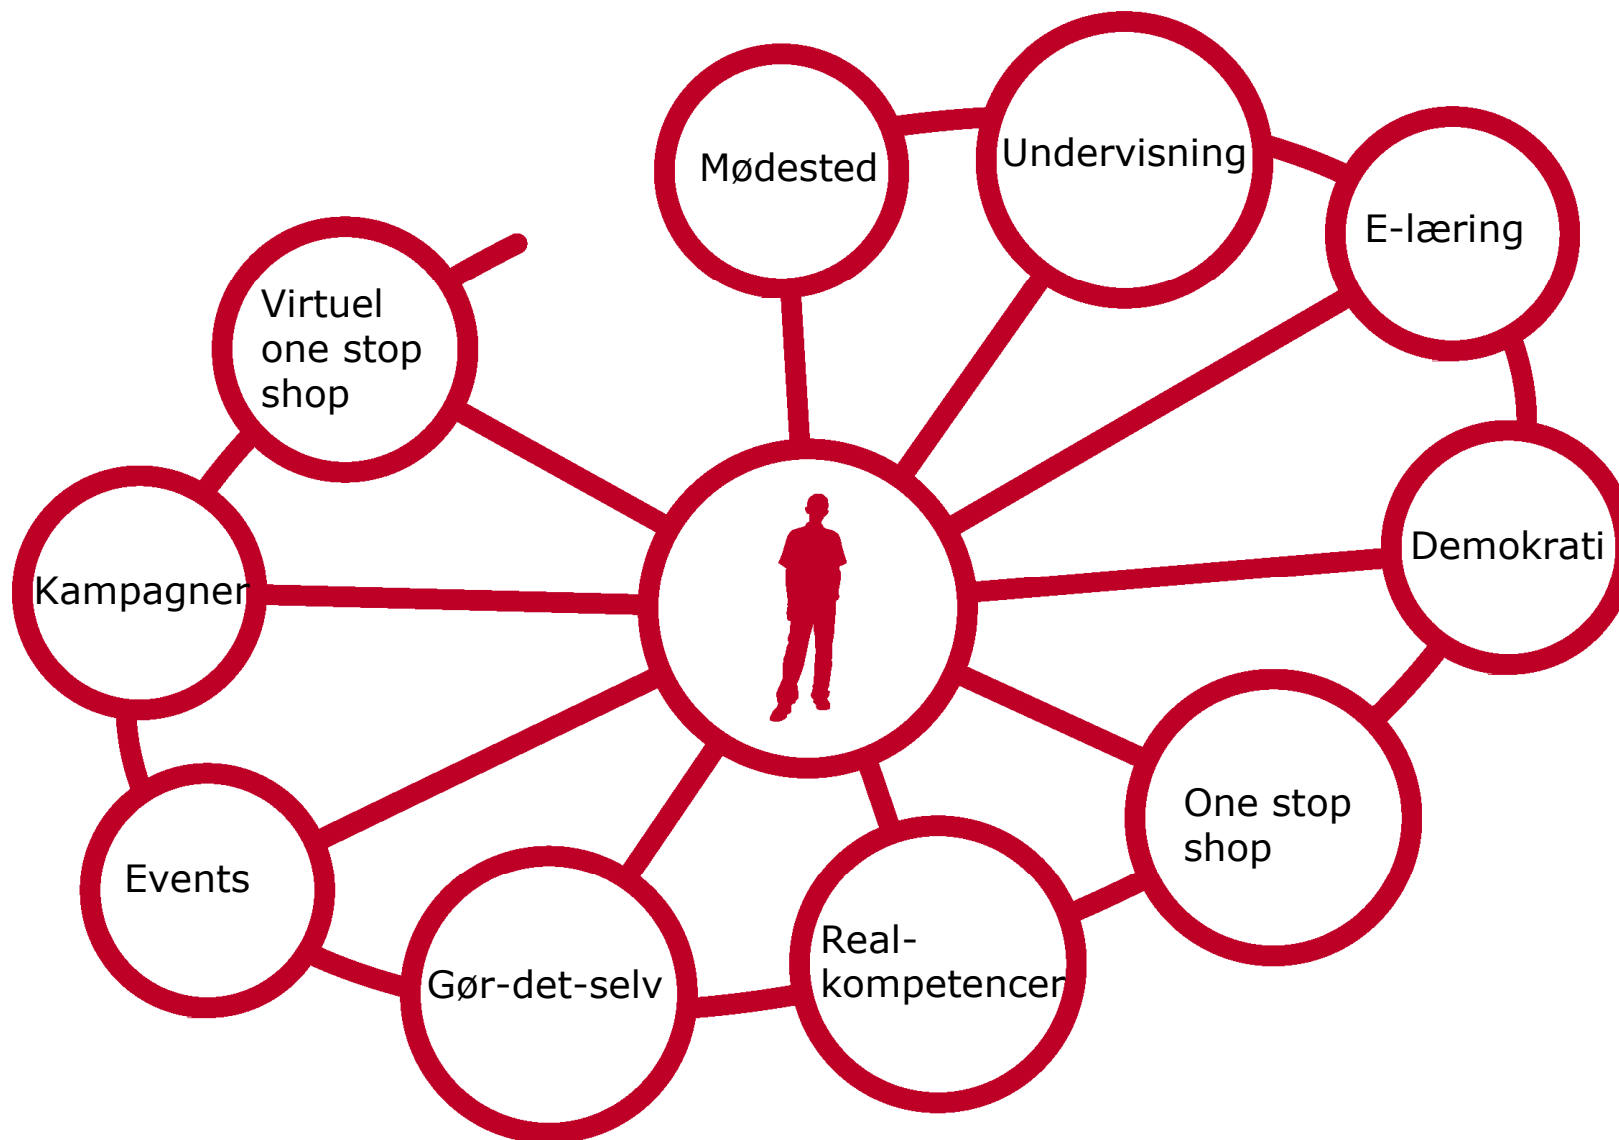 Mødested
Undervisning
E-læring
Virtuel
one stop
shop
Demokrati
Kampagner
One stop
shop
Events
Real-
kompetencer
Gør-det-selv